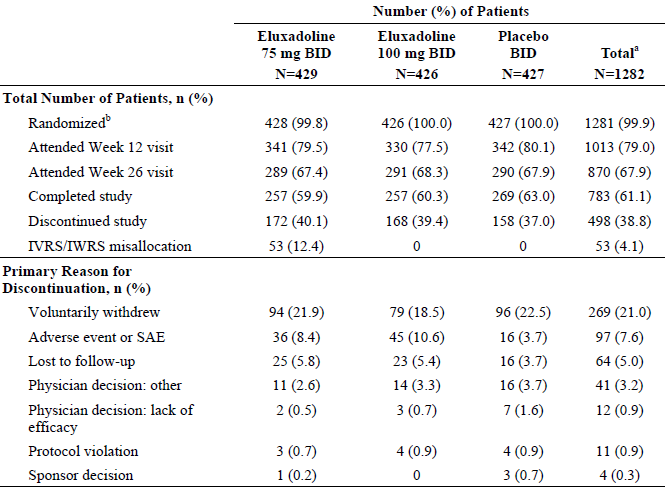 Number (%) of Patients
Eluxadoline 75 mg BID N=429 Eluxadoline 100 mg BID N=426 Placebo BID N=427 Totalᵃ N=1282
Total Number of Patients, n (%)
Randomizedᵇ 428 (99.8) 426 (100.0) 427 (100.0) 1281 (99.9)
Attended Week 12 visit 341 (79.5) 330 (77.5) 342 (80.1) 1013 (79.0)
Attended Week 26 visit 289 (67.4) 291 (68.3) 290 (67.9) 870 (67.9)
Completed study 257 (59.9) 257 (60.3) 269 (63.0) 783 (61.1)
Discontinued study 172 (40.1) 168 (39.4) 158 (37.0) 498 (38.8)
IVRS/IWRS misallocation 53 (12.4) 0 0 53 (4.1)
Primary Reason for
Discontinuation, n (%)
Voluntarily withdrew 94 (21.9) 79 (18.5) 96 (22.5) 269 (21.0)
Adverse event or SAE 36 (8.4) 45 (10.6) 16 (3.7) 97 (7.6)
Lost to follow-up 25 (5.8) 23 (5.4) 16 (3.7) 64 (5.0)
Physician decision: other 11 (2.6) 14 (3.3) 16 (3.7) 41 (3.2)
Physician decision: lack of
efficacy 2 (0.5) 3 (0.7) 7 (1.6) 12 (0.9)
Protocol violation 3 (0.7) 4 (0.9) 4 (0.9) 11 (0.9)
Sponsor decision 1 (0.2) 0 3 (0.7) 4 (0.3)